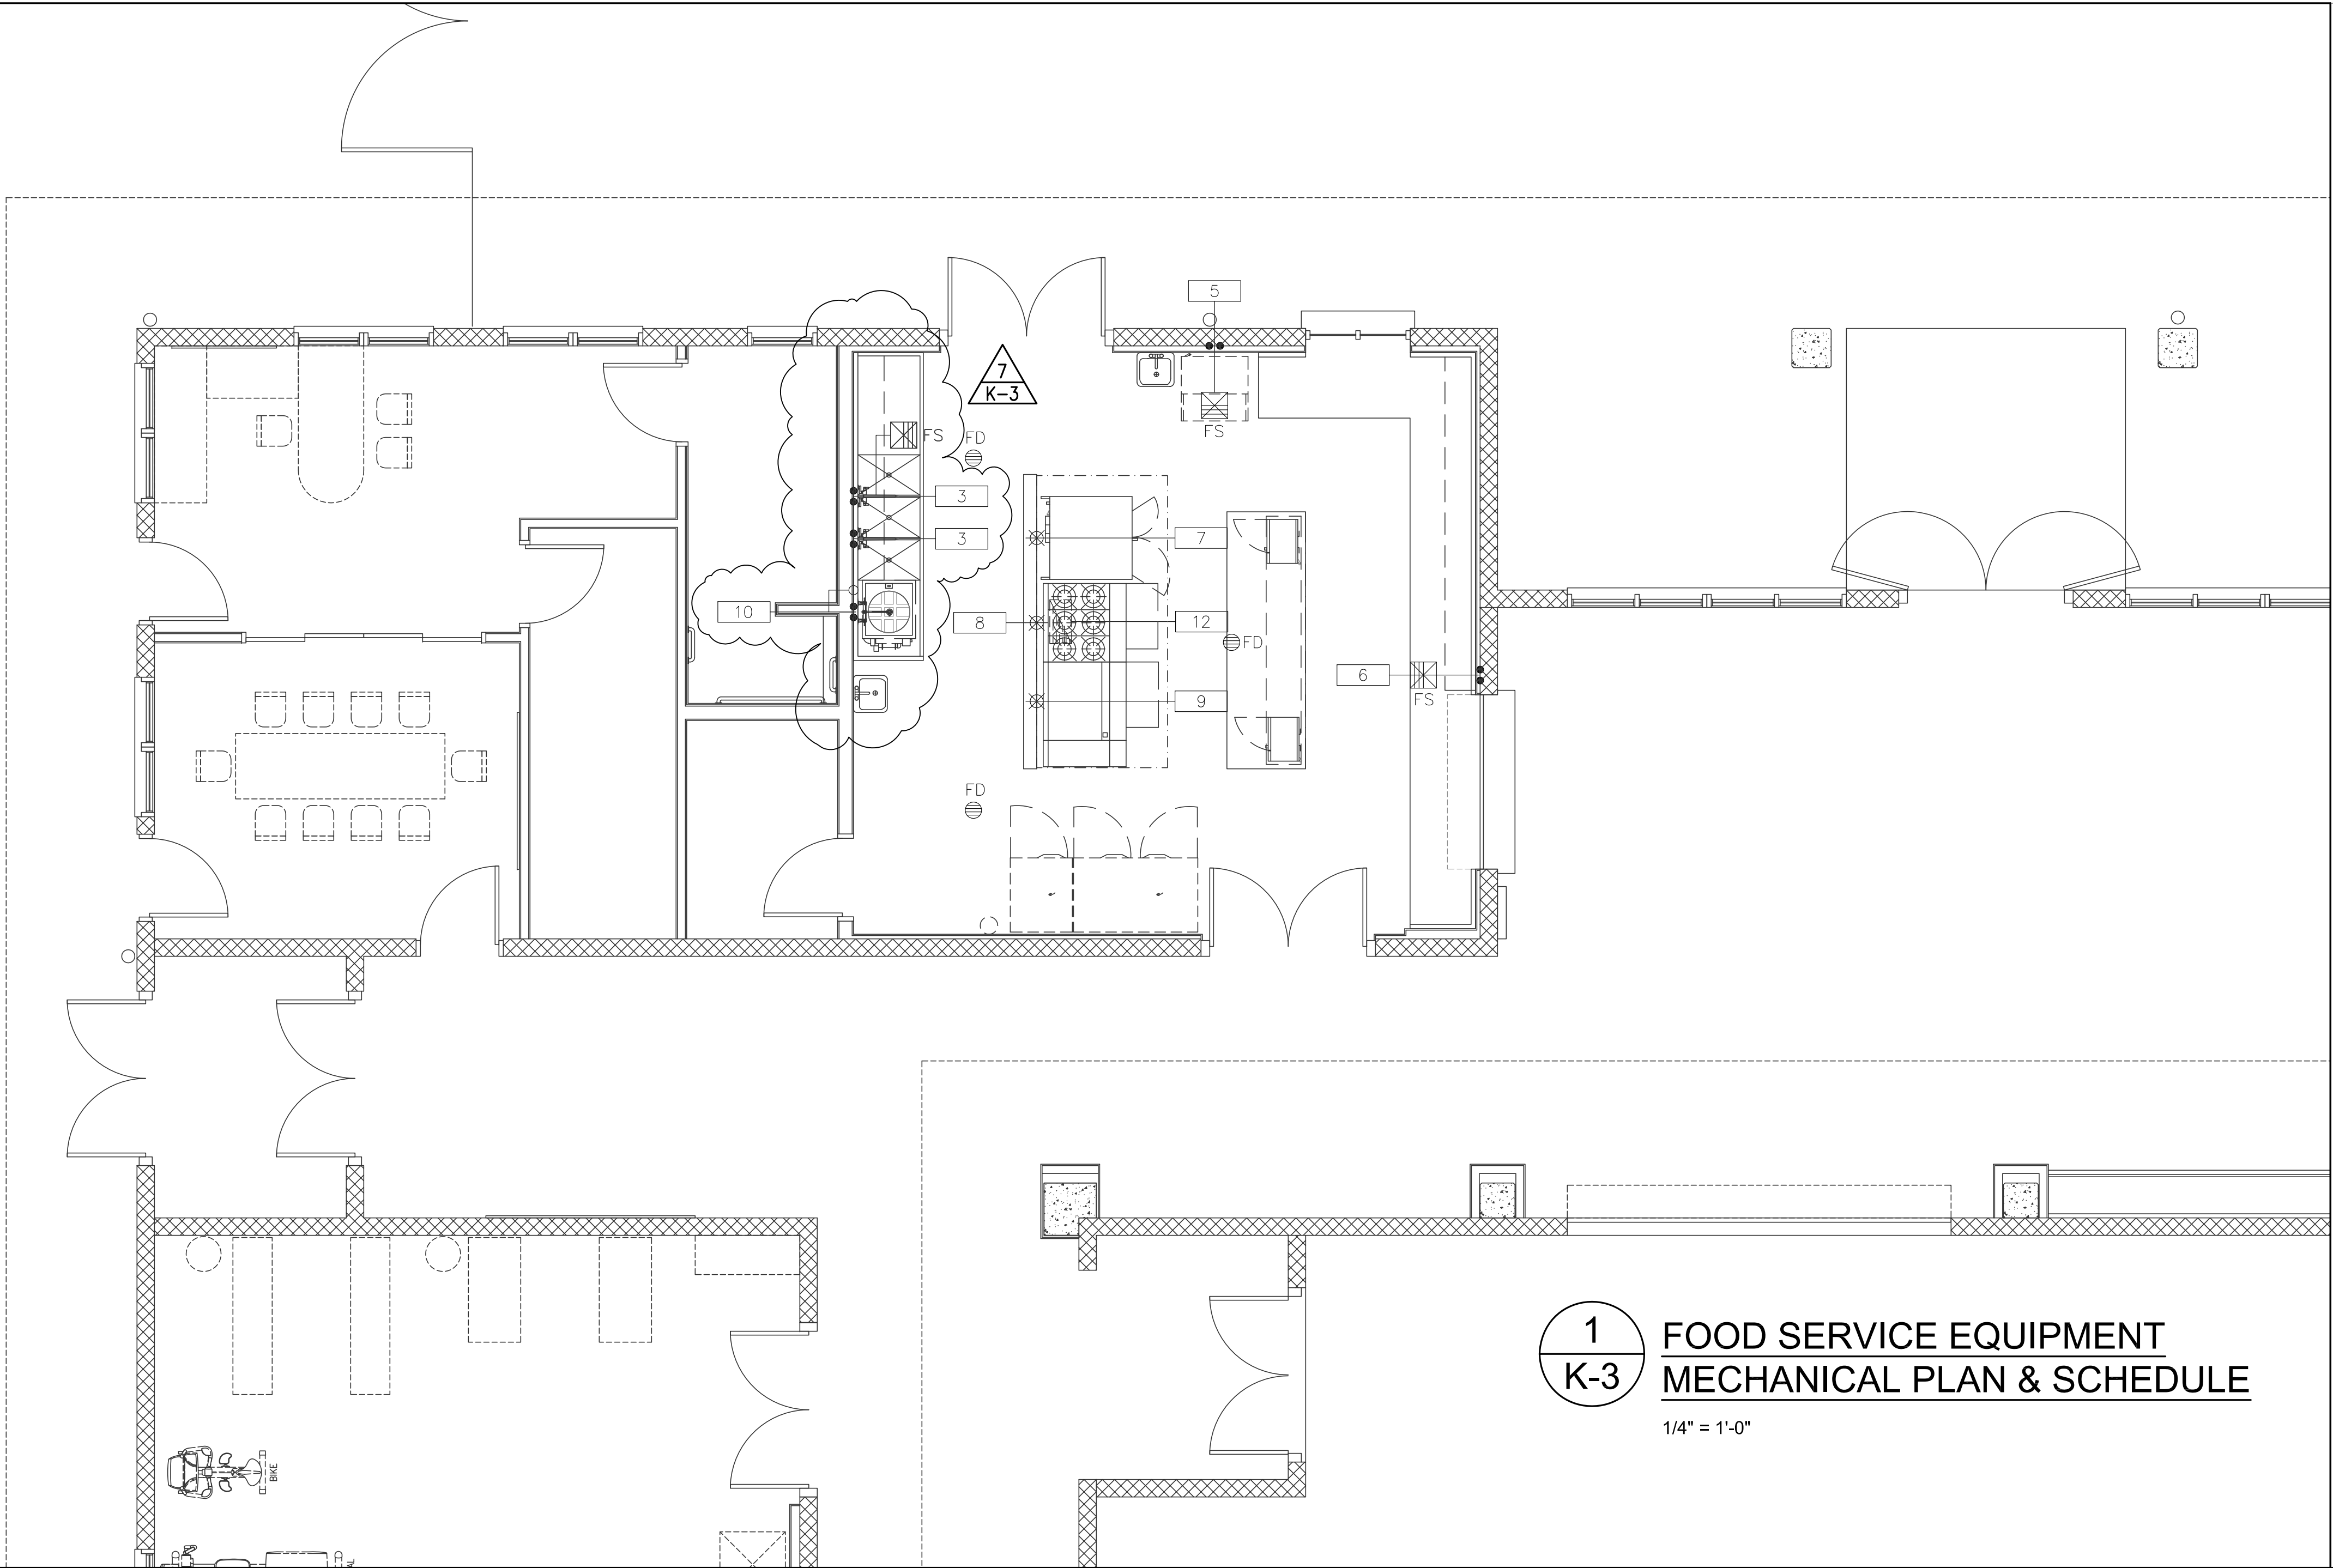 5
7
K-3
FS
FD
FS
3
3
7
10
8
12
FD
6
FS
9
FD
1
K-3
FOOD SERVICE EQUIPMENT
MECHANICAL PLAN & SCHEDULE
1/4" = 1'-0"
BIKE